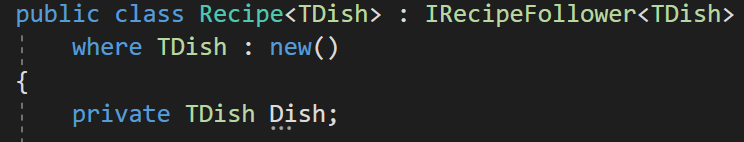 public class Recipe<TDish> : IRecipeFollower<TDish>
where TDish : new()
{
private TDish Dish;